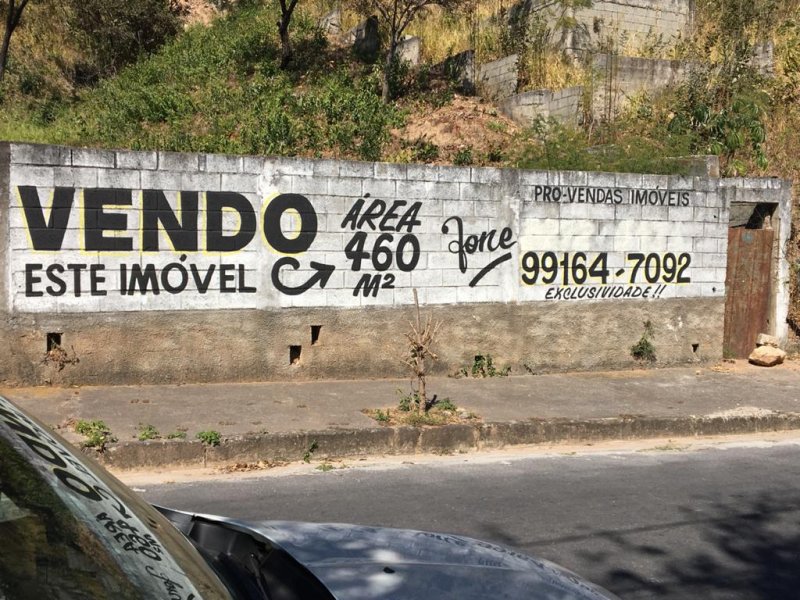 VENDO
ESTE IMÓVEL
ÁREA
460
M²
Fone
PRO-VENDAS IMÓVEIS
99164-7092
EXCLUSIVIDADE!!